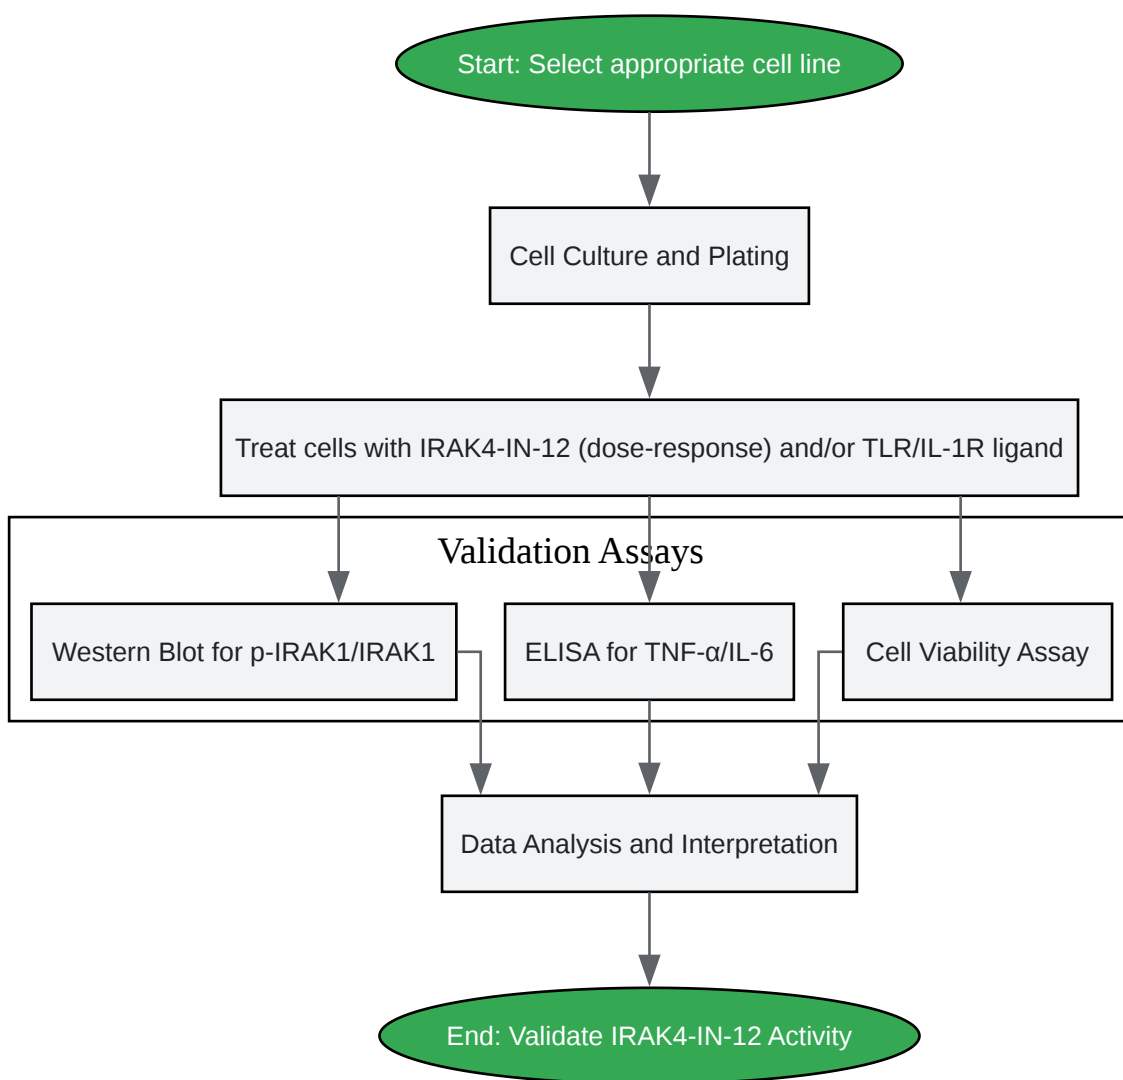 Start: Select appropriate cell line
Cell Culture and Plating
Treat cells with IRAK4-IN-12 (dose-response) and/or TLR/IL-1R ligand
Validation Assays
Western Blot for p-IRAK1/IRAK1
ELISA for TNF-α/IL-6
Cell Viability Assay
Data Analysis and Interpretation
End: Validate IRAK4-IN-12 Activity